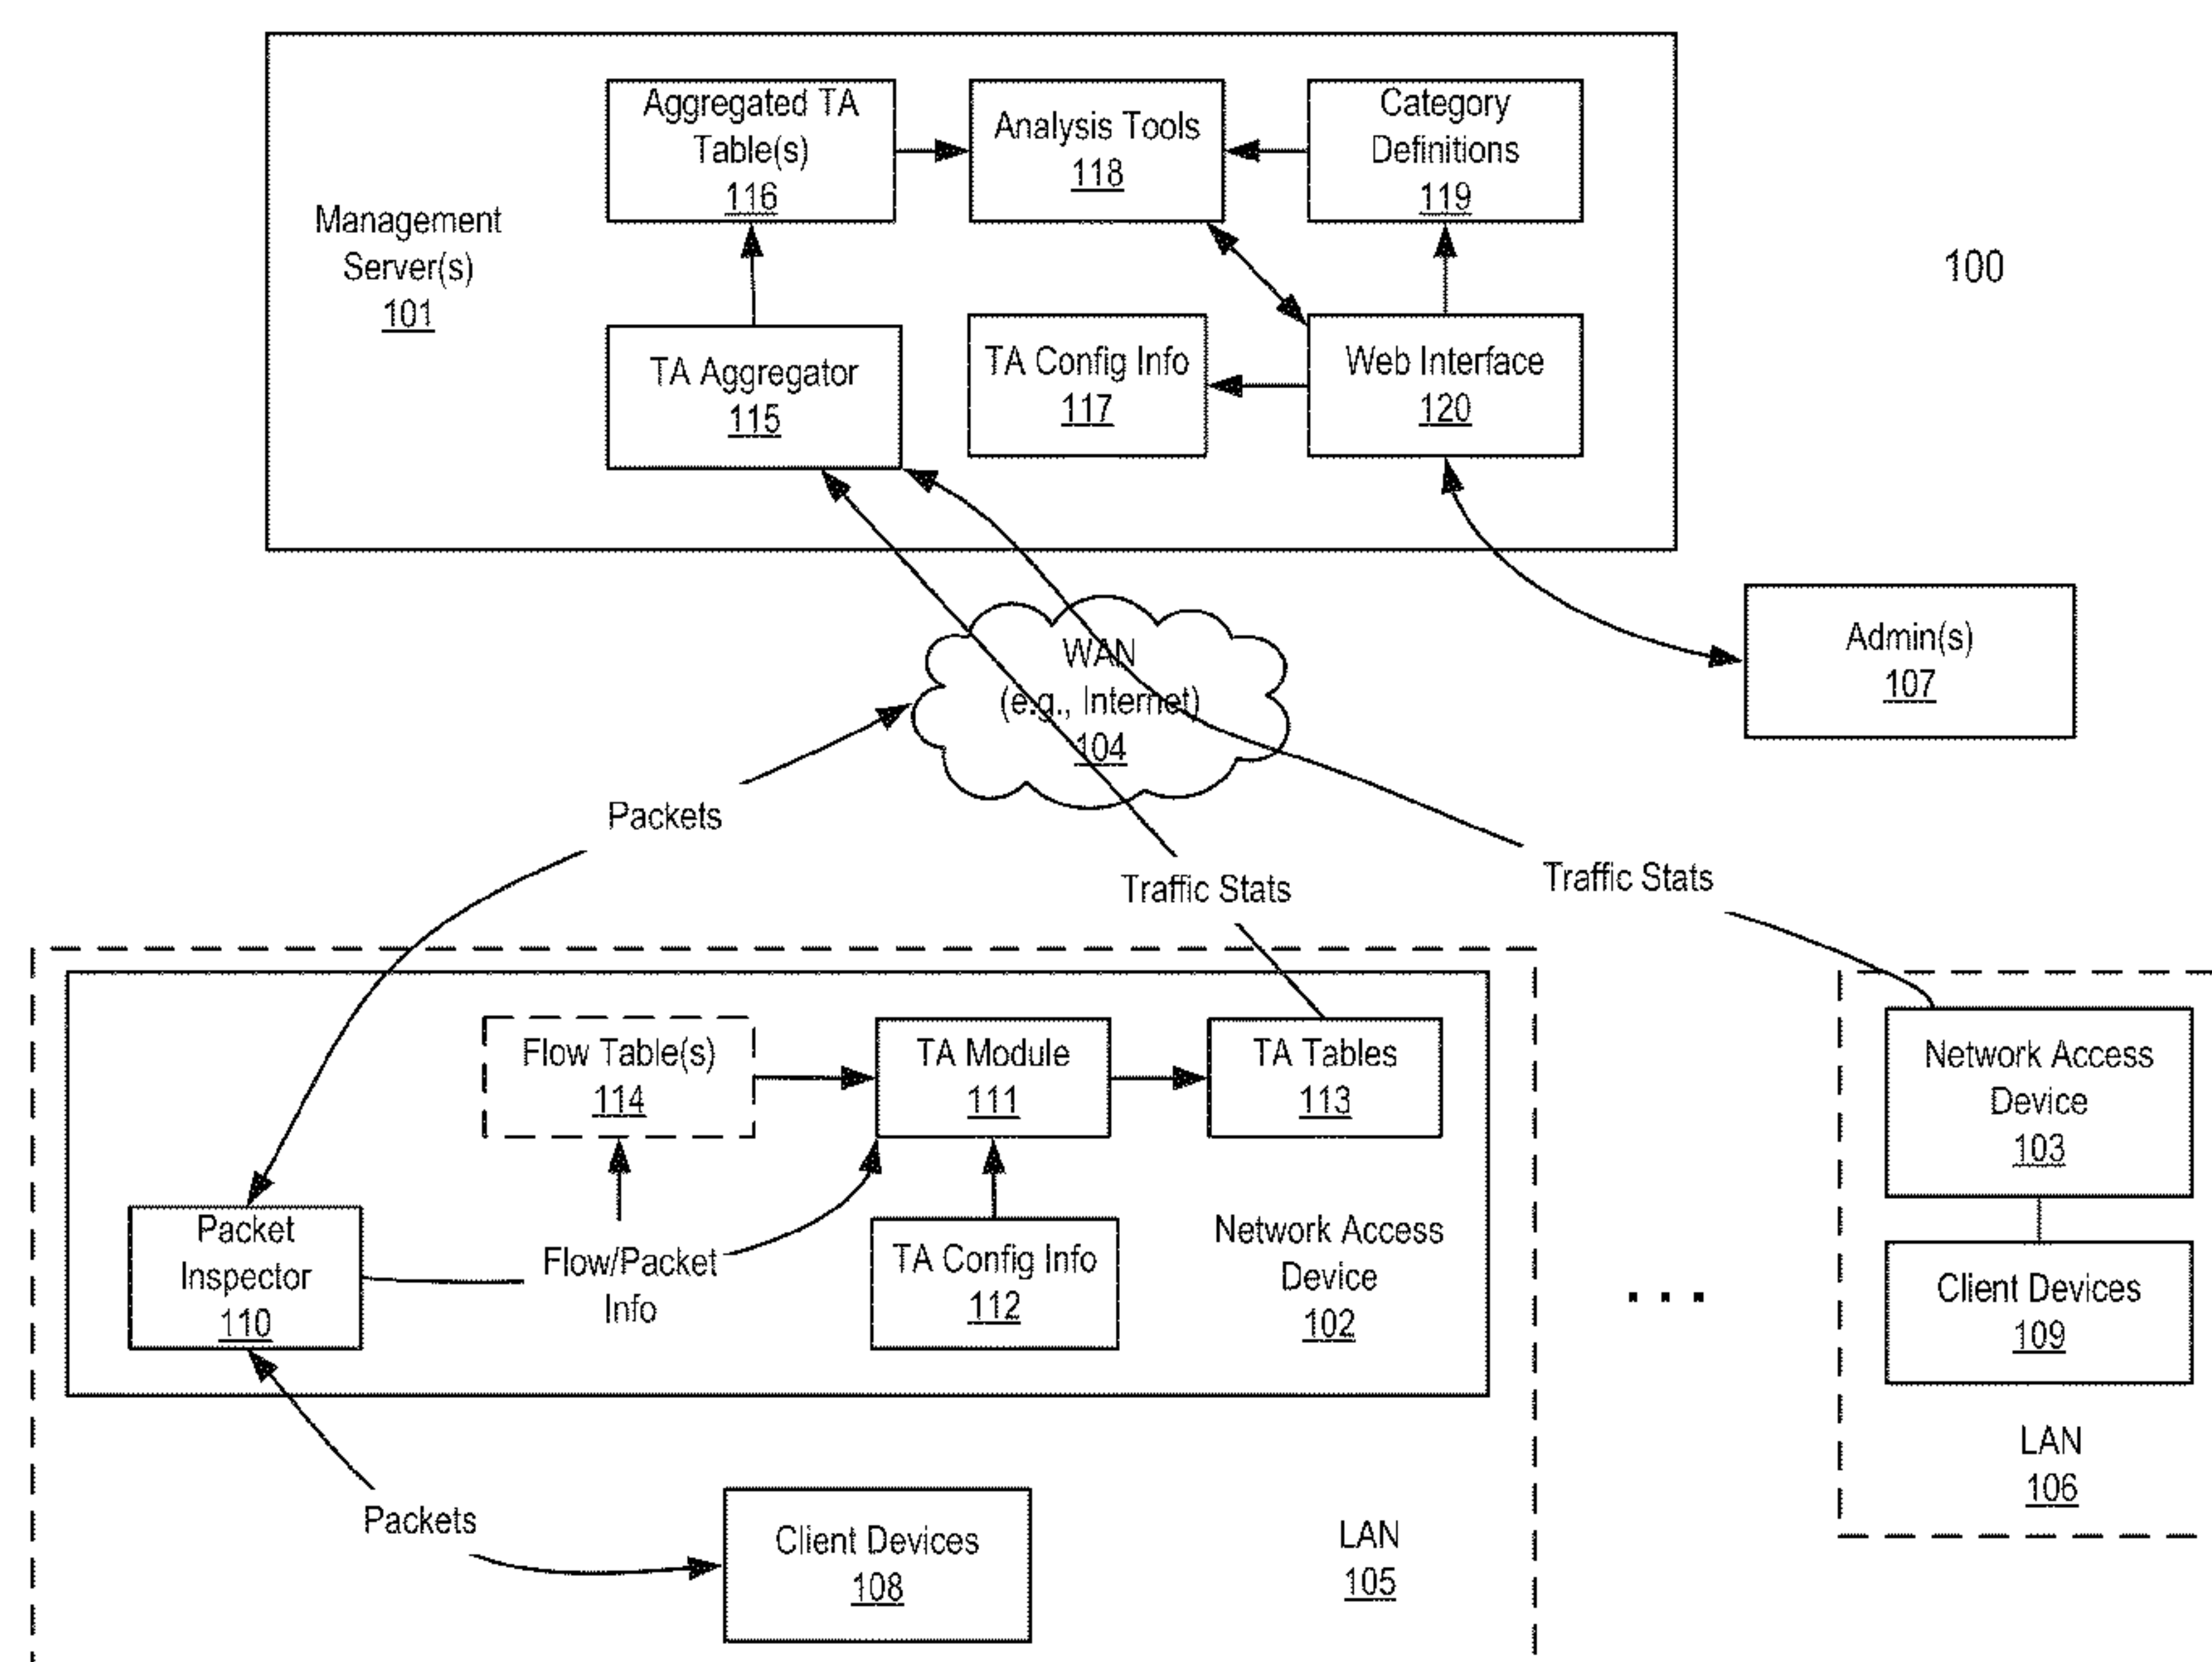 Aggregated TA
Table(s)
116
Analysis Tools
118
Category
Definitions
119
Management
Server(s)
101
100
TA Aggregator
115
TA Config Info
117
Web Interface
120
WAN
(e.g., Internet)
104
Admin(s)
107
Packets
Traffic Stats
Traffic Stats
Flow Table(s)
114
TA Module
111
TA Tables
113
Network Access
Device
103
Packet
Inspector
110
Flow/Packet
Info
TA Config Info
112
Network Access
Device
102
. . .
Client Devices
109
LAN
106
Packets
Client Devices
108
LAN
105